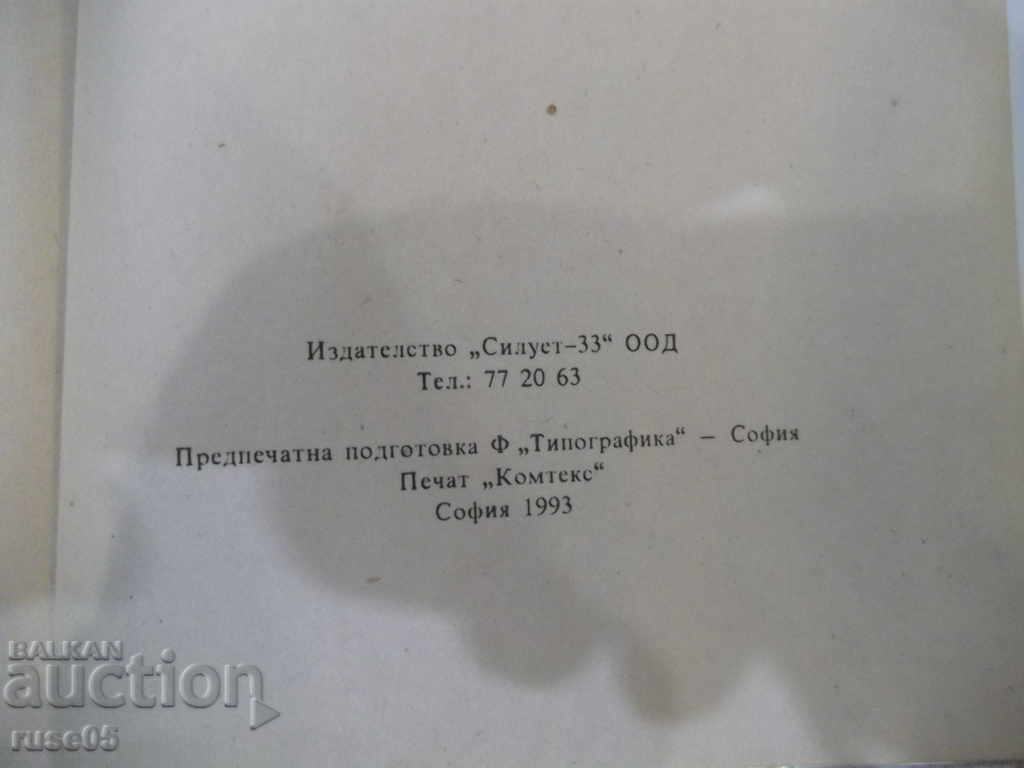 Издателство „Силует-33“ ООД
Тел.: 77 20 63
Предпечатна подготовка Ф „Типографика“ – София
Печат „Комтекс“
София 1993
BALKAN
auction
ruse05